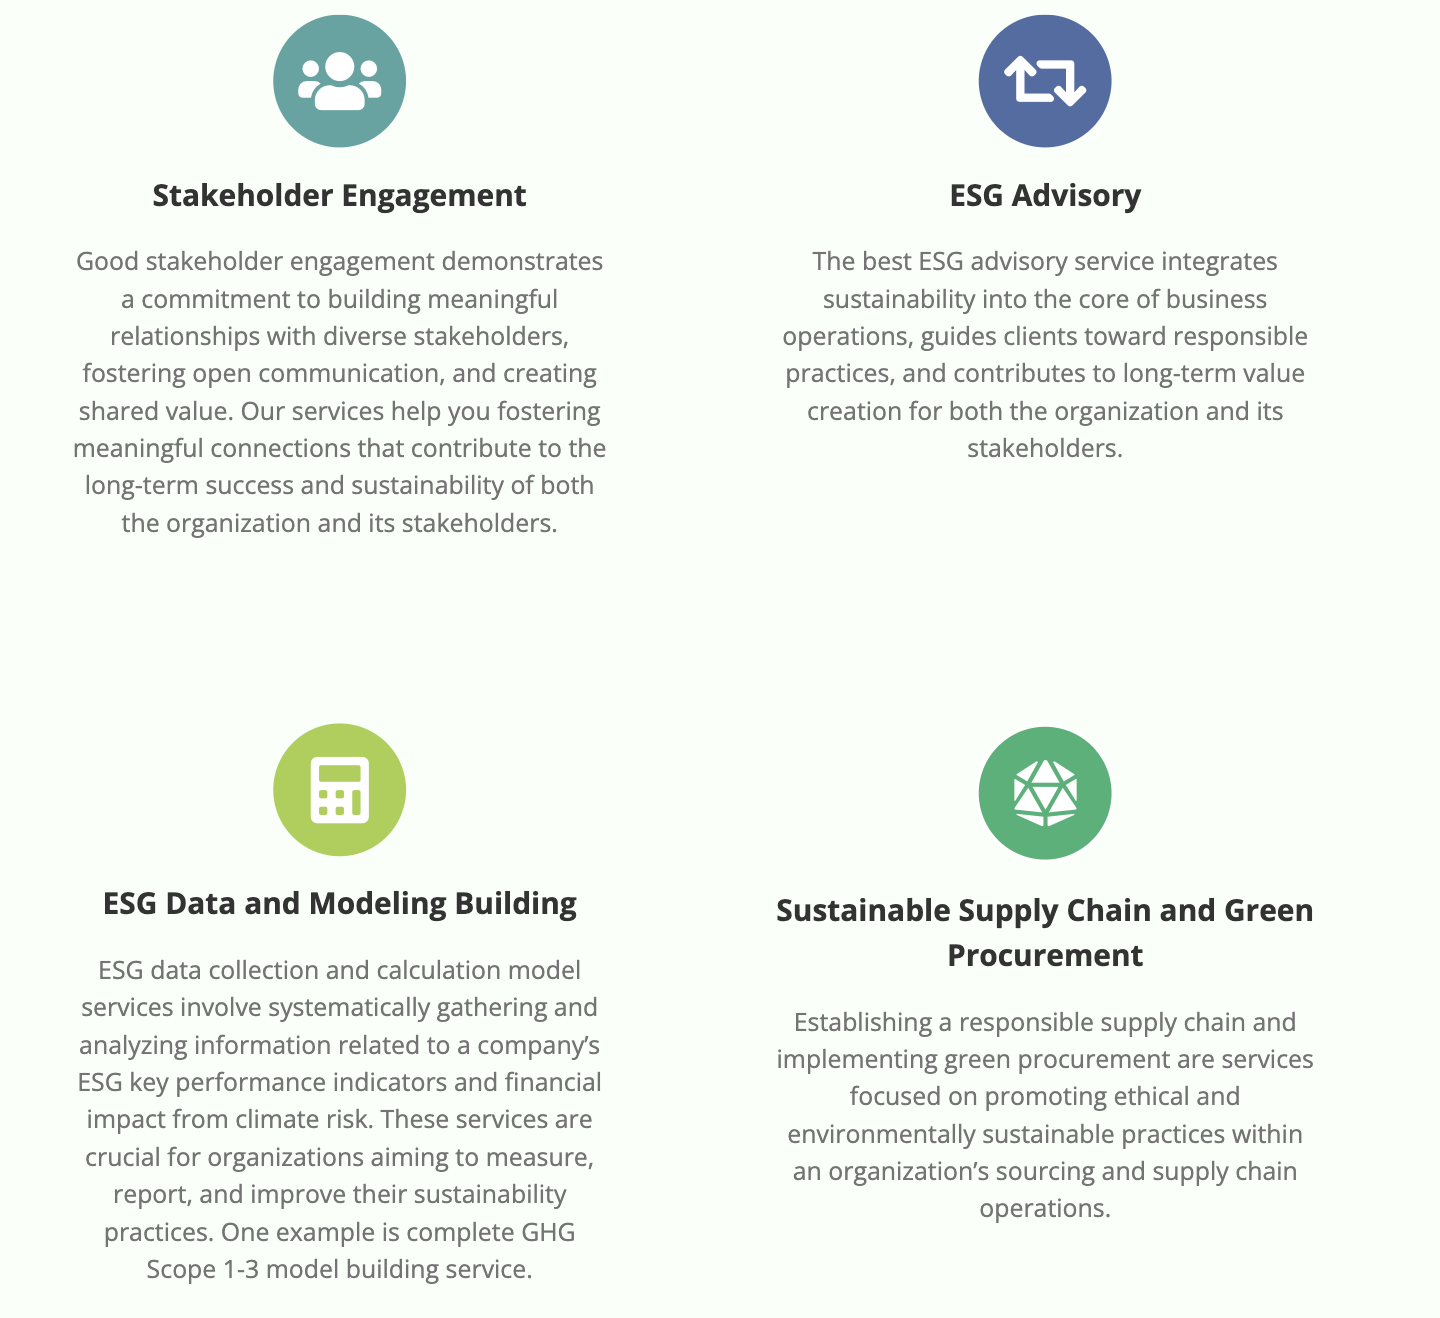 Stakeholder Engagement
Good stakeholder engagement demonstrates
a commitment to building meaningful
relationships with diverse stakeholders,
fostering open communication, and creating
shared value. Our services help you fostering
meaningful connections that contribute to the
long-term success and sustainability of both
the organization and its stakeholders.
ESG Advisory
The best ESG advisory service integrates
sustainability into the core of business
operations, guides clients toward responsible
practices, and contributes to long-term value
creation for both the organization and its
stakeholders.
ESG Data and Modeling Building
ESG data collection and calculation model
services involve systematically gathering and
analyzing information related to a company’s
ESG key performance indicators and financial
impact from climate risk. These services are
crucial for organizations aiming to measure,
report, and improve their sustainability
practices. One example is complete GHG
Scope 1-3 model building service.
Sustainable Supply Chain and Green
Procurement
Establishing a responsible supply chain and
implementing green procurement are services
focused on promoting ethical and
environmentally sustainable practices within
an organization’s sourcing and supply chain
operations.